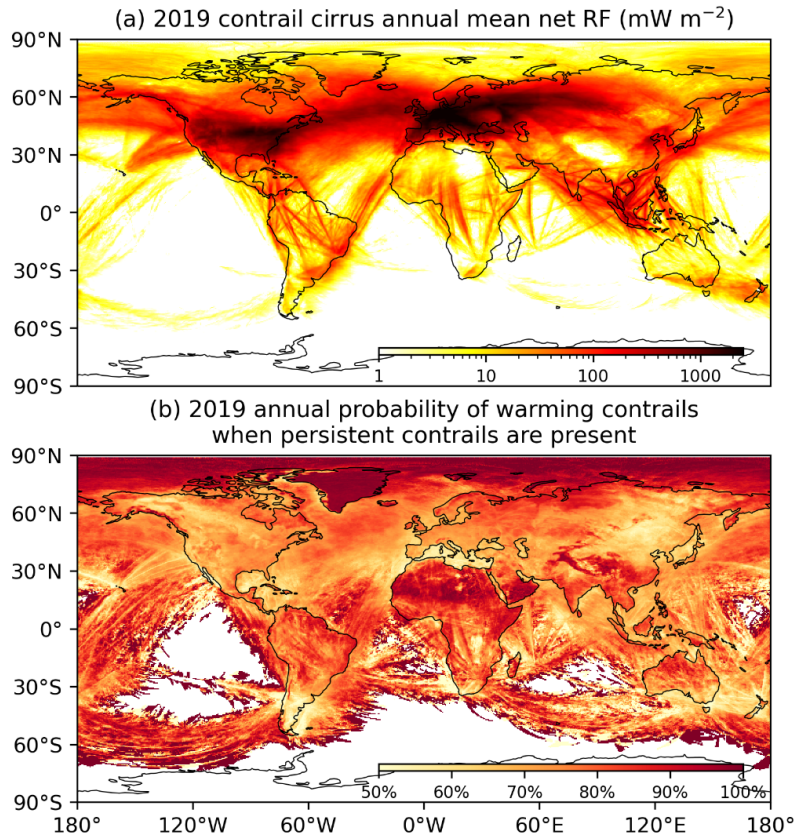 (a) 2019 contrail cirrus annual mean net RF (mW m⁻²)
90°N
60°N
30°N
0°
30°S
60°S
90°S
1 10 100 1000
(b) 2019 annual probability of warming contrails
when persistent contrails are present
90°N
60°N
30°N
0°
30°S
60°S
90°S
50% 60% 70% 80% 90% 100%
180° 120°W 60°W 0°W 60°E 120°E 180°